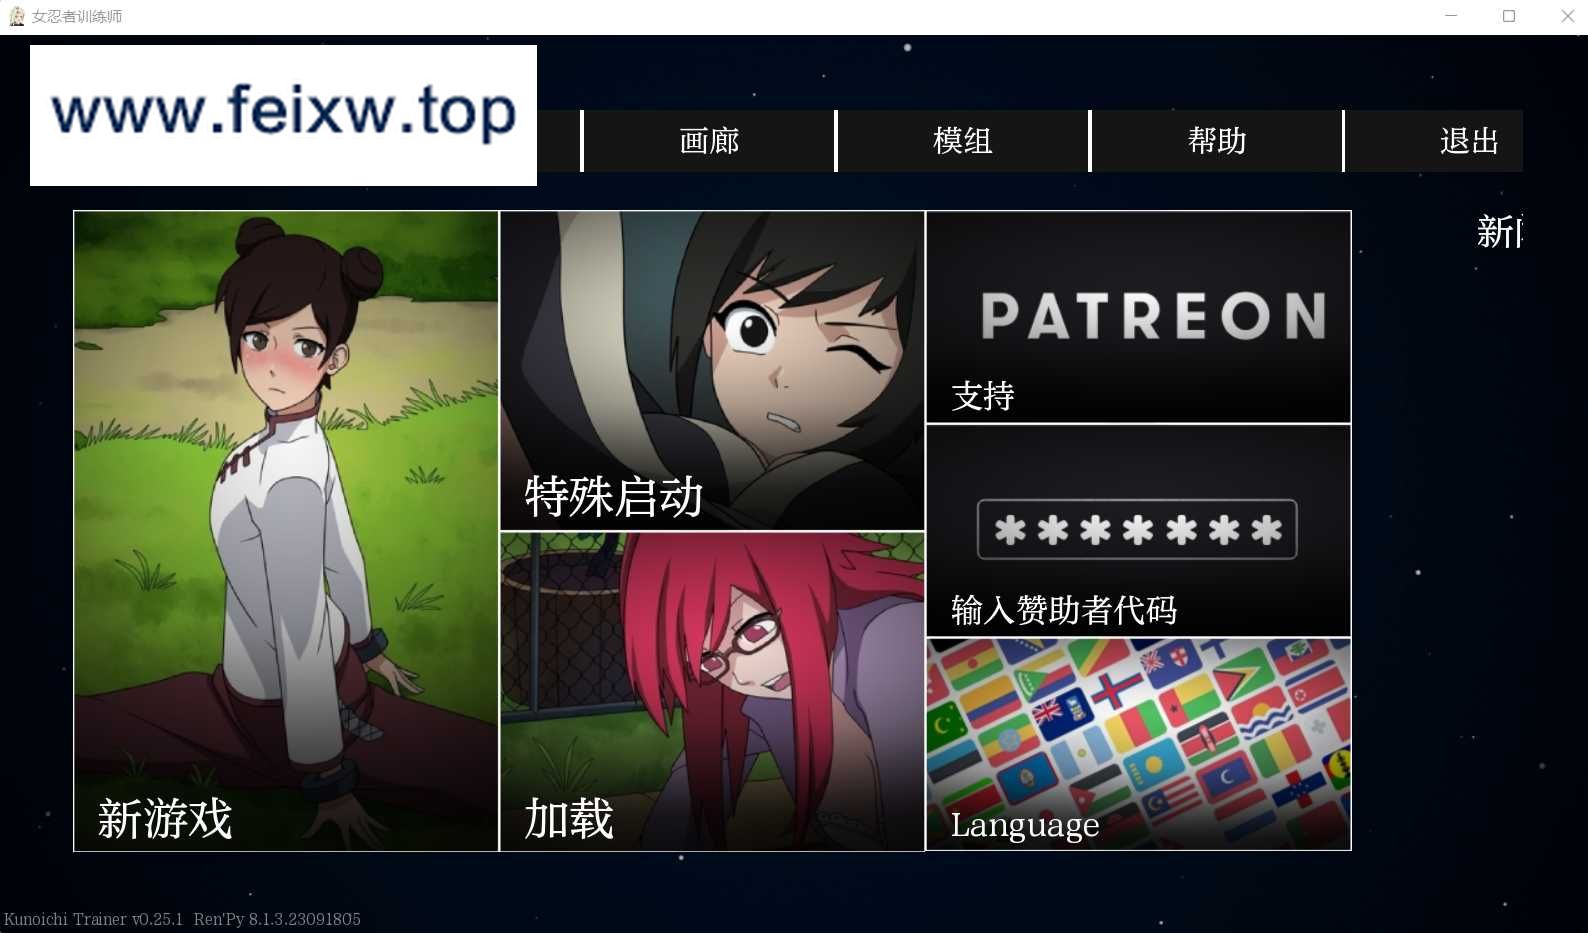 女忍者训练师
www.feixw.top
画廊
模组
帮助
退出
PATREON
支持
特殊启动
输入赞助者代码
新游戏
加载
Language
Kunoichi Trainer v0.25.1 Ren'Py 8.1.3.23091805